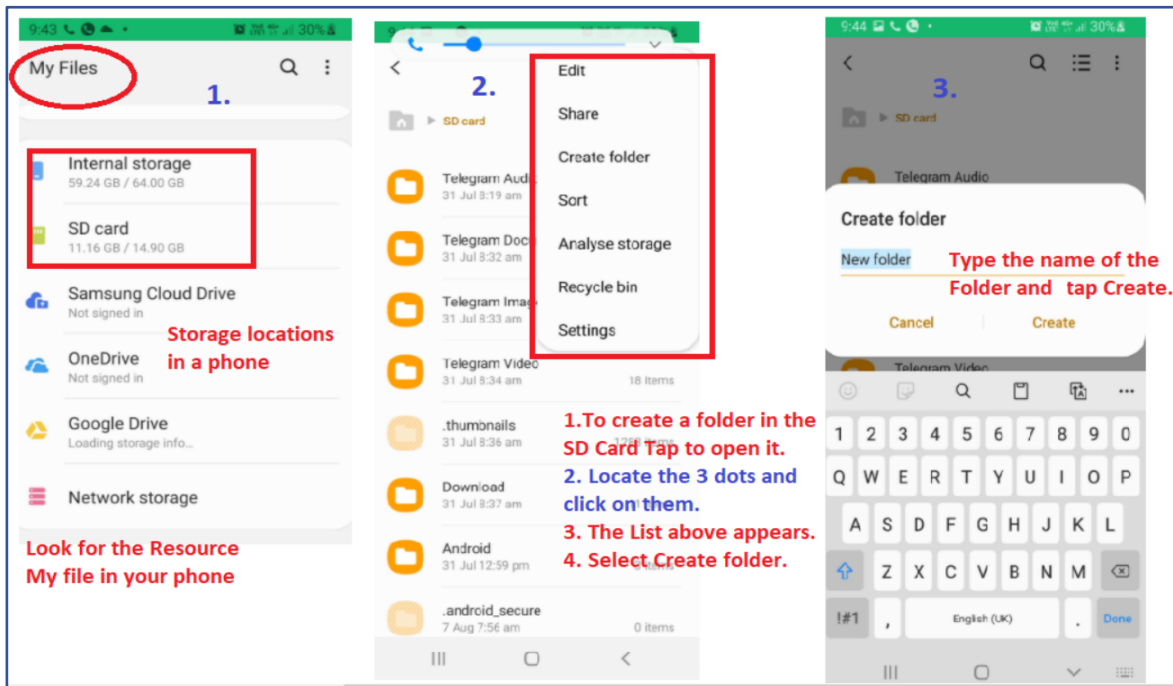 9:43
30%
My Files
1.
Internal storage
59.24 GB / 64.00 GB
SD card
11.16 GB / 14.90 GB
Samsung Cloud Drive
Not signed in
OneDrive
Not signed in
Google Drive
Loading storage info...
Network storage
Storage locations
in a phone
Look for the Resource
My file in your phone
2.
SD card
Telegram Audi
31 Jul 8:19 am
Telegram Docu
31 Jul 8:32 am
Telegram Imag
31 Jul 8:33 am
Telegram Video
31 Jul 8:34 am
18 items
.thumbnails
31 Jul 8:36 am
Download
31 Jul 8:37 am
Android
31 Jul 12:59 pm
.android_secure
7 Aug 7:56 am
0 items
Edit
Share
Create folder
Sort
Analyse storage
Recycle bin
Settings
1.To create a folder in the
SD Card Tap to open it.
2. Locate the 3 dots and
click on them.
3. The List above appears.
4. Select Create folder.
9:44
30%
3.
SD card
Telegram Audio
Create folder
New folder
Cancel
Create
Type the name of the
Folder and tap Create.
Telegram Video
1 2 3 4 5 6 7 8 9 0
Q W E R T Y U I O P
A S D F G H J K L
Z X C V B N M
!#1 , English (UK) . Done